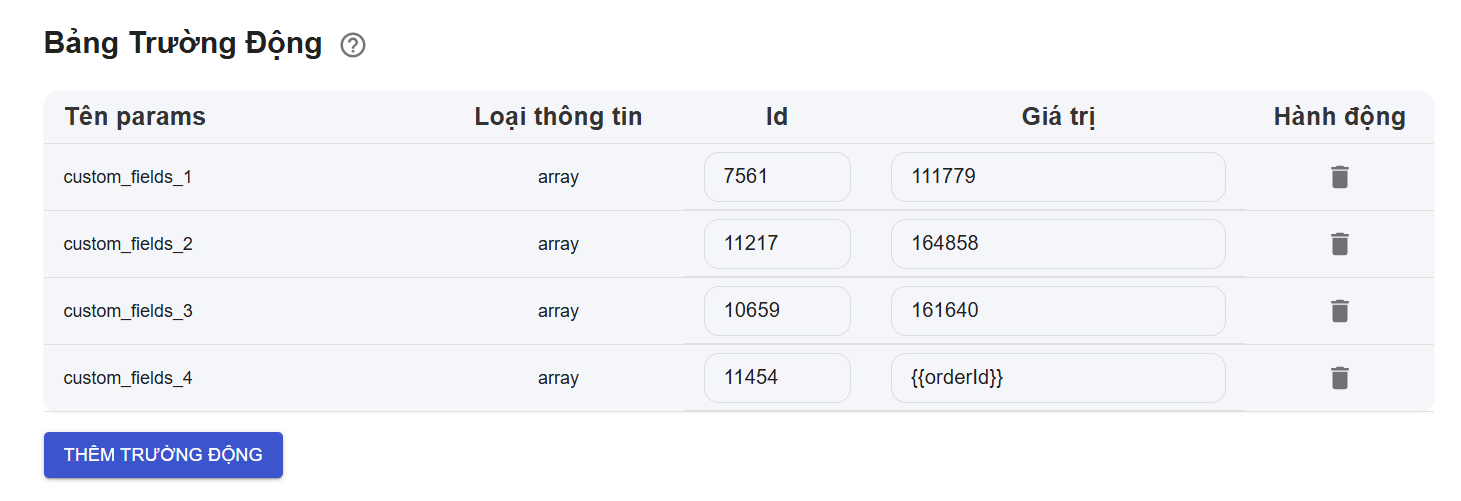 Bảng Trường Động ?
Tên params Loại thông tin Id Giá trị Hành động
custom_fields_1 array 7561 111779
custom_fields_2 array 11217 164858
custom_fields_3 array 10659 161640
custom_fields_4 array 11454 {{orderId}}
THÊM TRƯỜNG ĐỘNG